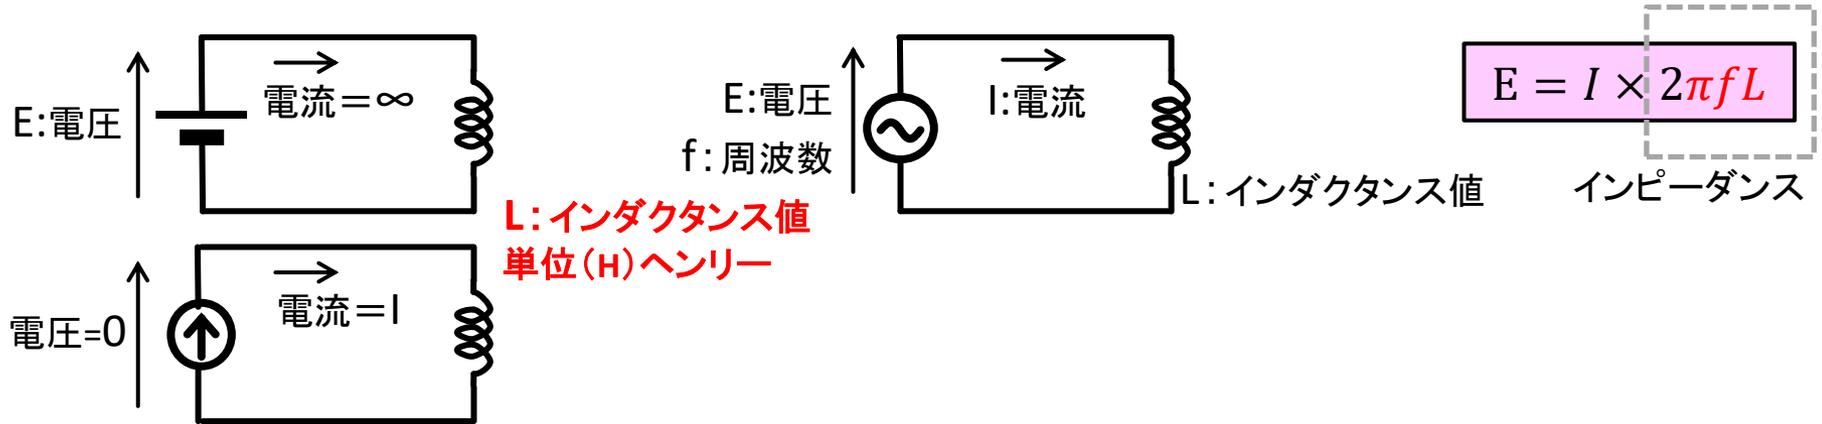 E:電圧
電流=∞
L:インダクタンス値
単位(H)ヘンリー
電圧=0
電流=I
E:電圧
f:周波数
I:電流
L:インダクタンス値
E = I × 2πfL
インピーダンス